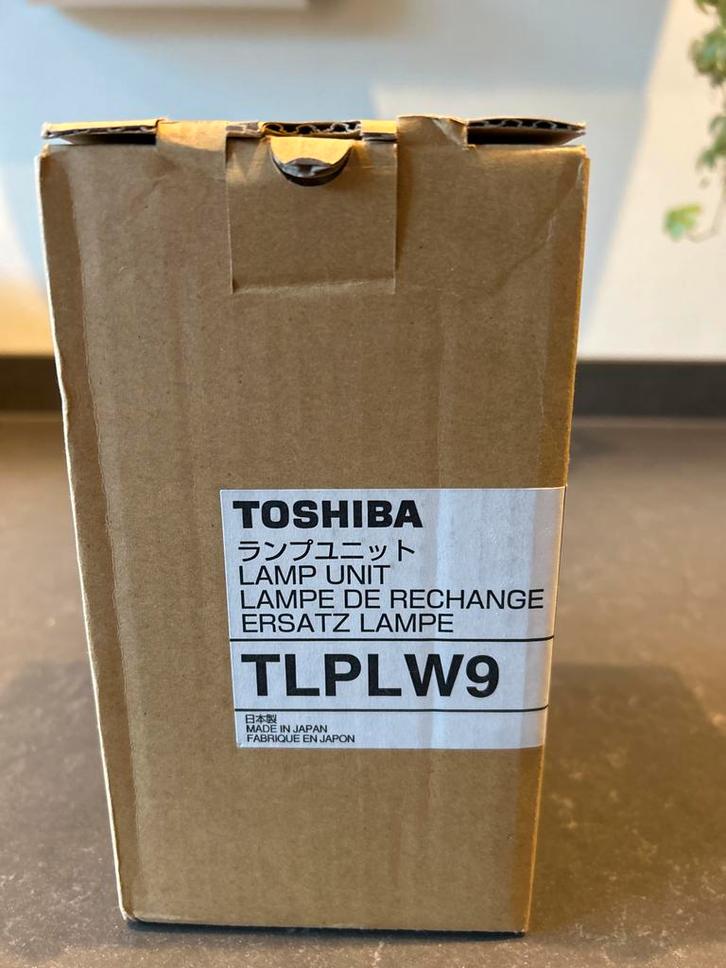 TOSHIBA
ランプユニット
LAMP UNIT
LAMPE DE RECHANGE
ERSATZ LAMPE
TLPLW9
日本製
MADE IN JAPAN
FABRIQUE EN JAPON